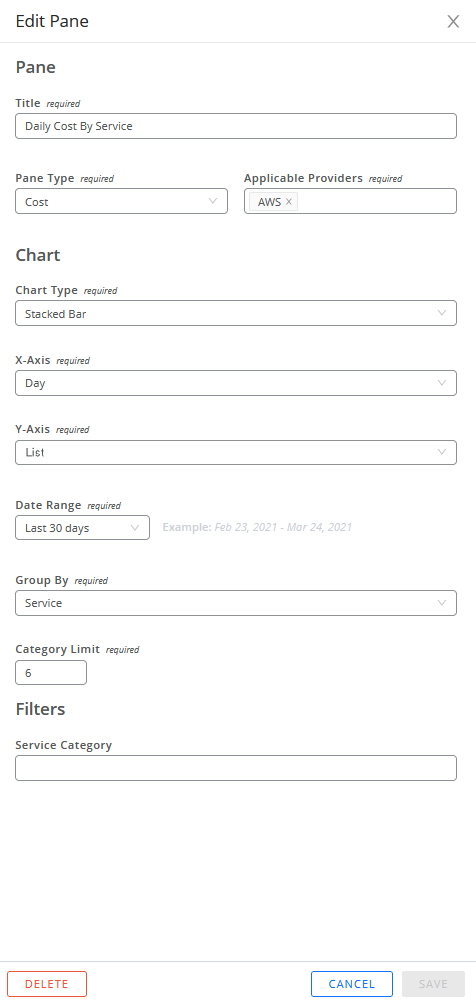 Edit Pane
Pane
Title required
Daily Cost By Service
Pane Type required
Applicable Providers required
Cost
AWS
Chart
Chart Type required
Stacked Bar
X-Axis required
Day
Y-Axis required
List
Date Range required
Last 30 days
Example: Feb 23, 2021 - Mar 24, 2021
Group By required
Service
Category Limit required
6
Filters
Service Category
DELETE
CANCEL
SAVE